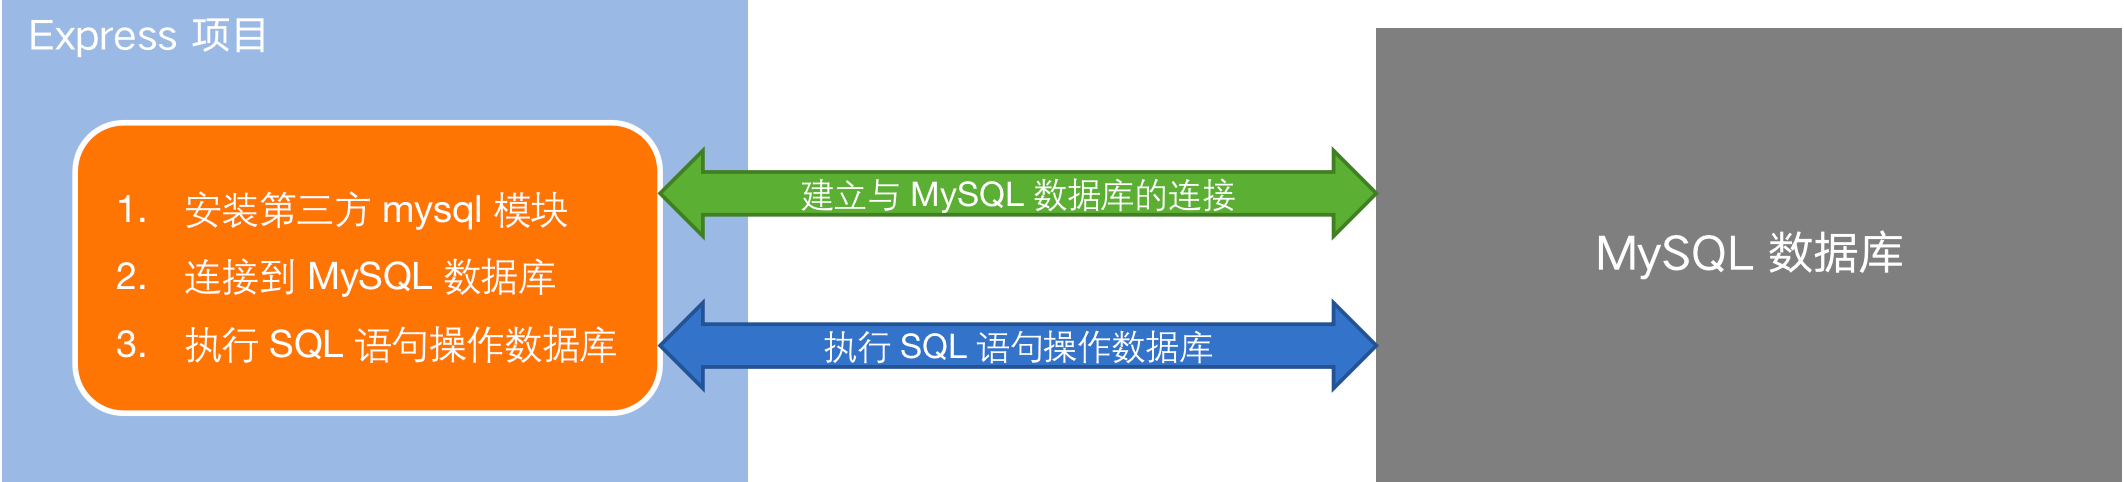 Express 项目
1. 安装第三方 mysql 模块
2. 连接到 MySQL 数据库
3. 执行 SQL 语句操作数据库
建立与 MySQL 数据库的连接
执行 SQL 语句操作数据库
MySQL 数据库